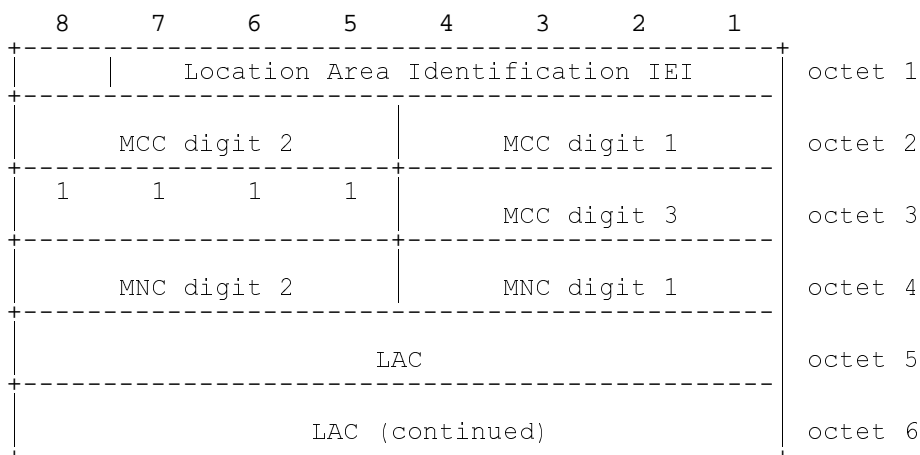 8 7 6 5 4 3 2 1
Location Area Identification IEI octet 1
MCC digit 2 MCC digit 1 octet 2
1 1 1 1
MCC digit 3 octet 3
MNC digit 2 MNC digit 1 octet 4
LAC octet 5
LAC (continued) octet 6